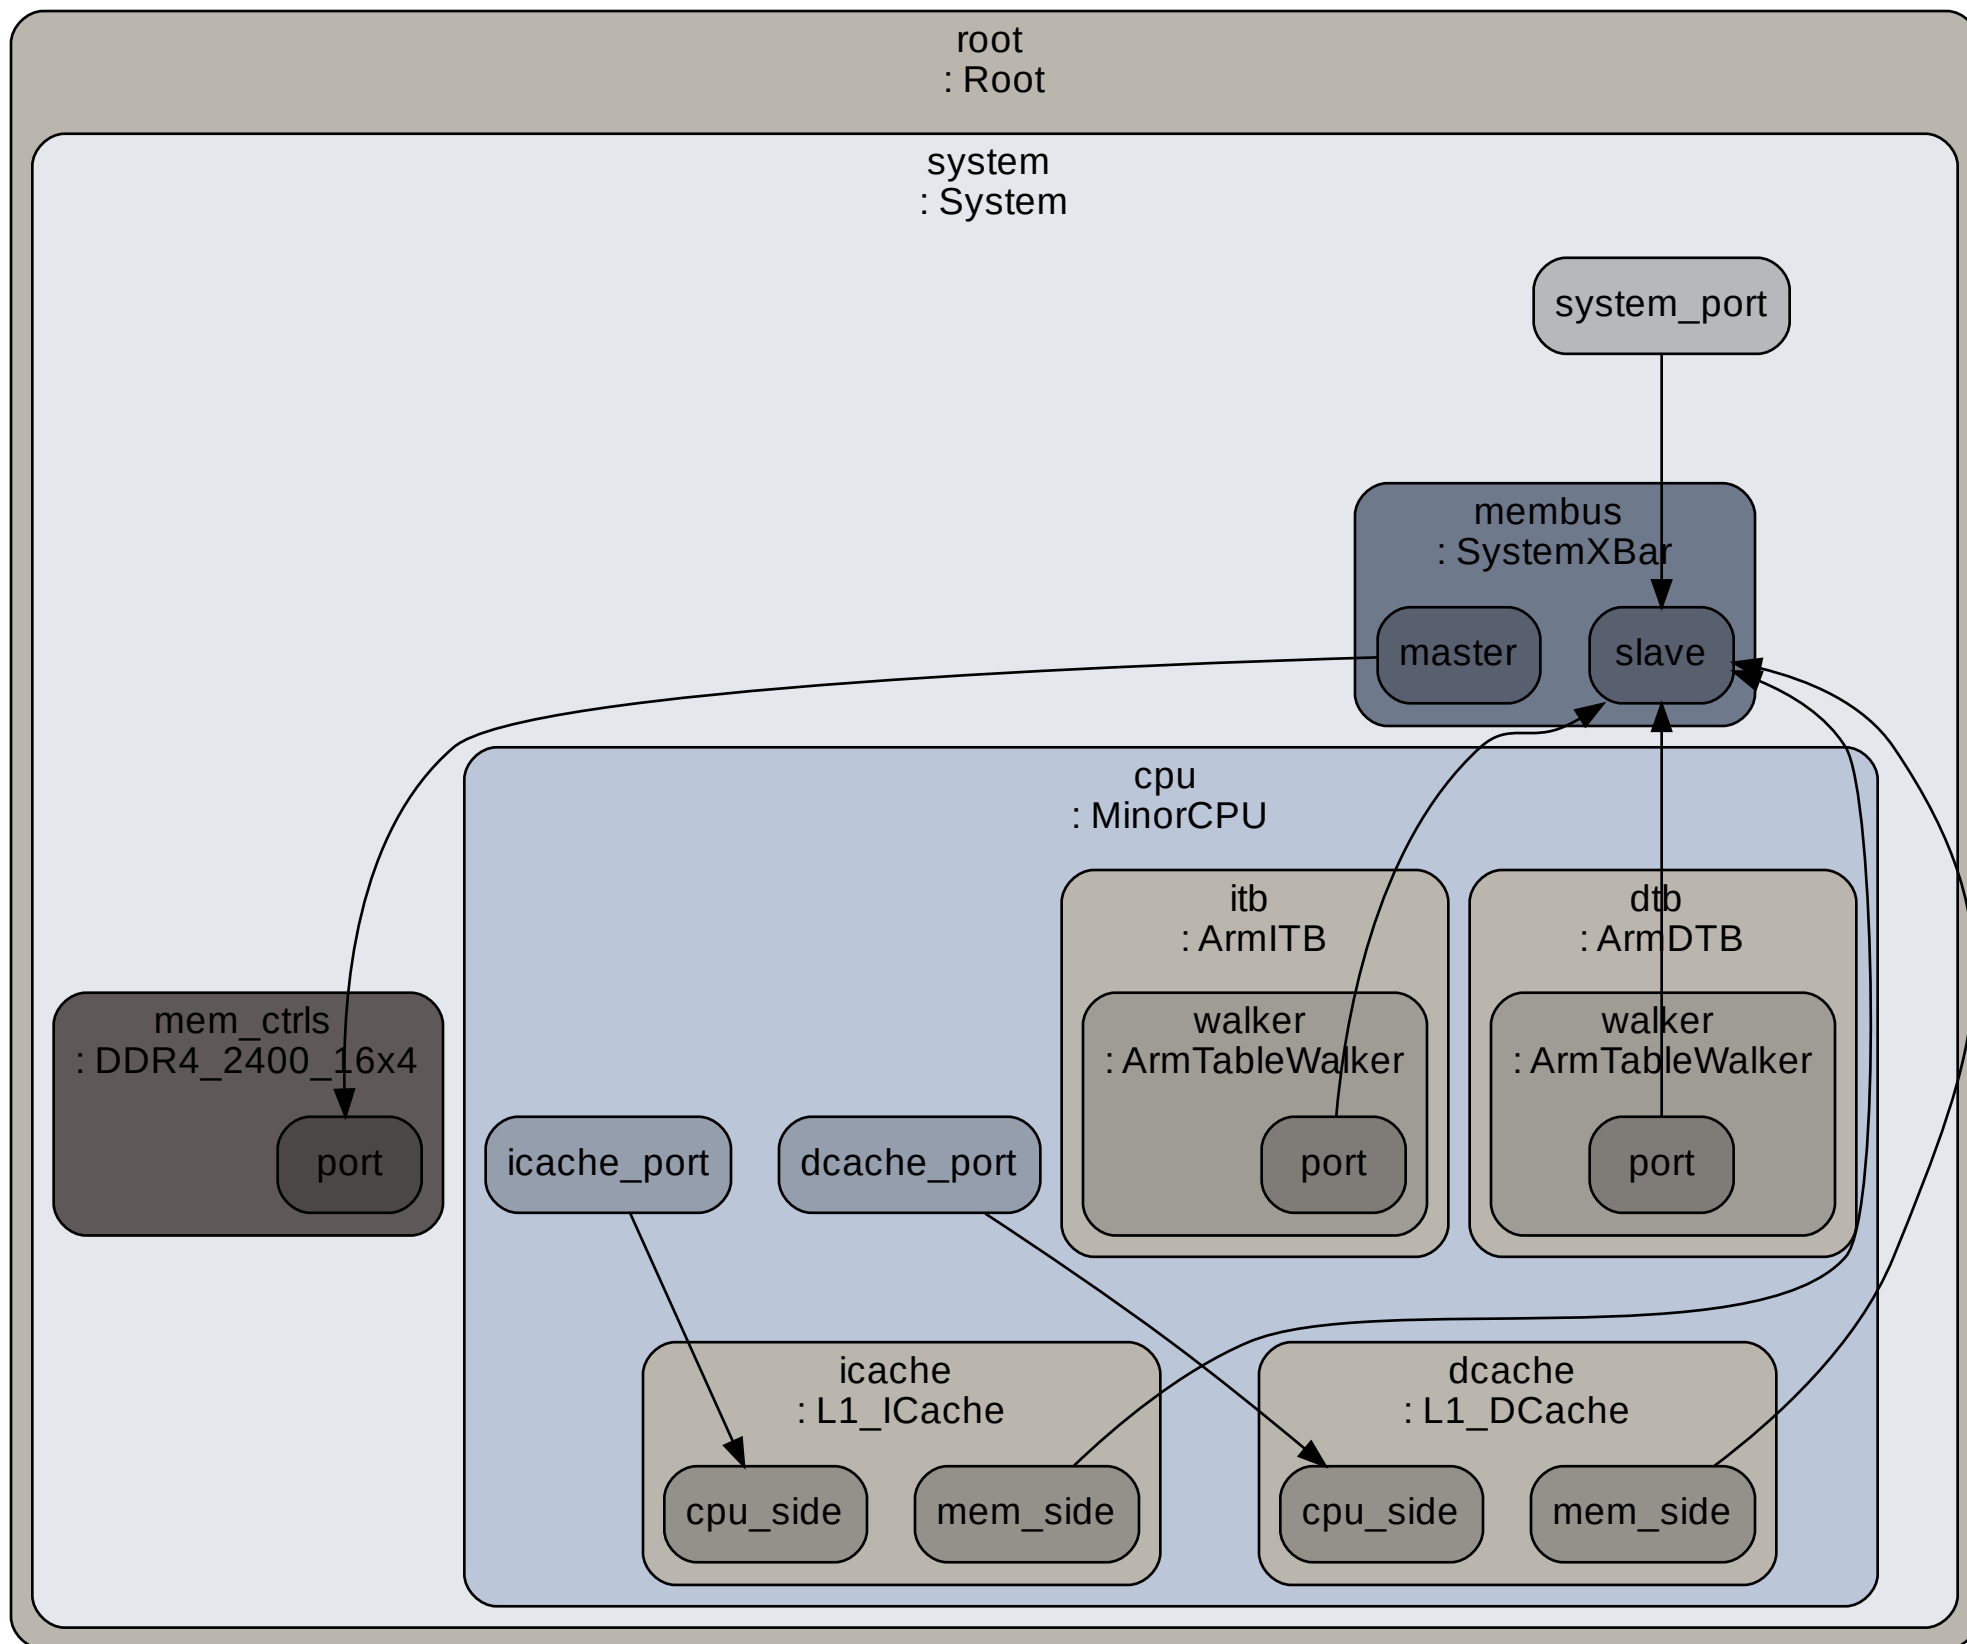 root
: Root
system
: System
system_port
membus
: SystemXBar
master
slave
cpu
: MinorCPU
itb
: ArmITB
dtb
: ArmDTB
mem_ctrls
: DDR4_2400_16x4
port
walker
: ArmTableWalker
port
walker
: ArmTableWalker
port
icache_port
dcache_port
icache
: L1_ICache
cpu_side
mem_side
dcache
: L1_DCache
cpu_side
mem_side